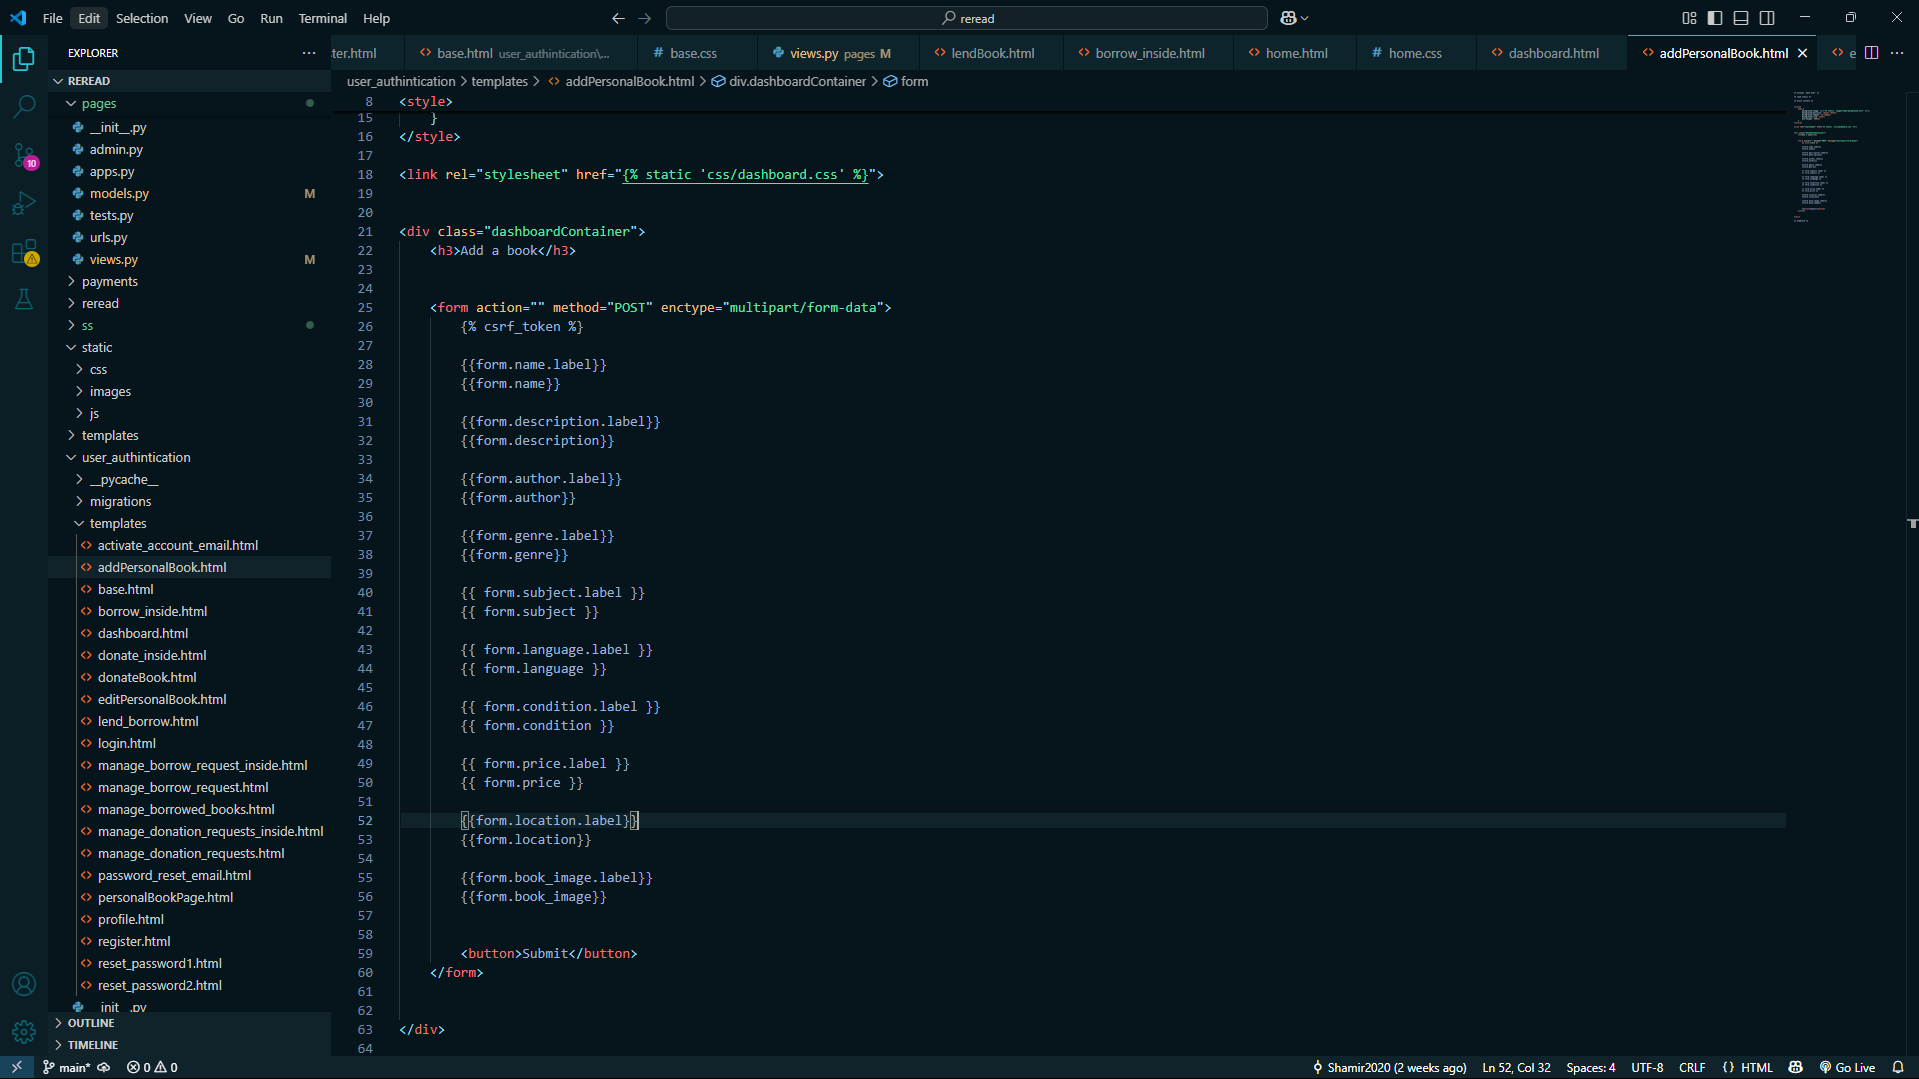 File Edit Selection View Go Run Terminal Help
reread
EXPLORER
ster.html
base.html user_authintication\...
base.css
views.py pages M
lendBook.html
borrow_inside.html
home.html
home.css
dashboard.html
addPersonalBook.html
user_authintication > templates > addPersonalBook.html > div.dashboardContainer > form
REREAD
pages
__init__.py
admin.py
apps.py
models.py M
tests.py
urls.py
views.py M
payments
reread
ss
static
css
images
js
templates
user_authintication
__pycache__
migrations
templates
activate_account_email.html
addPersonalBook.html
base.html
borrow_inside.html
dashboard.html
donate_inside.html
donateBook.html
editPersonalBook.html
lend_borrow.html
login.html
manage_borrow_request_inside.html
manage_borrow_request.html
manage_borrowed_books.html
manage_donation_requests_inside.html
manage_donation_requests.html
password_reset_email.html
personalBookPage.html
profile.html
register.html
reset_password1.html
reset_password2.html
__init__.py
OUTLINE
TIMELINE
10
8 <style>
15 }
16 </style>
17
18 <link rel="stylesheet" href="{% static 'css/dashboard.css' %}">
19
20
21 <div class="dashboardContainer">
22 <h3>Add a book</h3>
23
24
25 <form action="" method="POST" enctype="multipart/form-data">
26 {% csrf_token %}
27
28 {{form.name.label}}
29 {{form.name}}
30
31 {{form.description.label}}
32 {{form.description}}
33
34 {{form.author.label}}
35 {{form.author}}
36
37 {{form.genre.label}}
38 {{form.genre}}
39
40 {{ form.subject.label }}
41 {{ form.subject }}
42
43 {{ form.language.label }}
44 {{ form.language }}
45
46 {{ form.condition.label }}
47 {{ form.condition }}
48
49 {{ form.price.label }}
50 {{ form.price }}
51
52 {{form.location.label}}
53 {{form.location}}
54
55 {{form.book_image.label}}
56 {{form.book_image}}
57
58
59 <button>Submit</button>
60 </form>
61
62
63 </div>
64
main* 0 0
Shamir2020 (2 weeks ago) Ln 52, Col 32 Spaces: 4 UTF-8 CRLF {} HTML Go Live